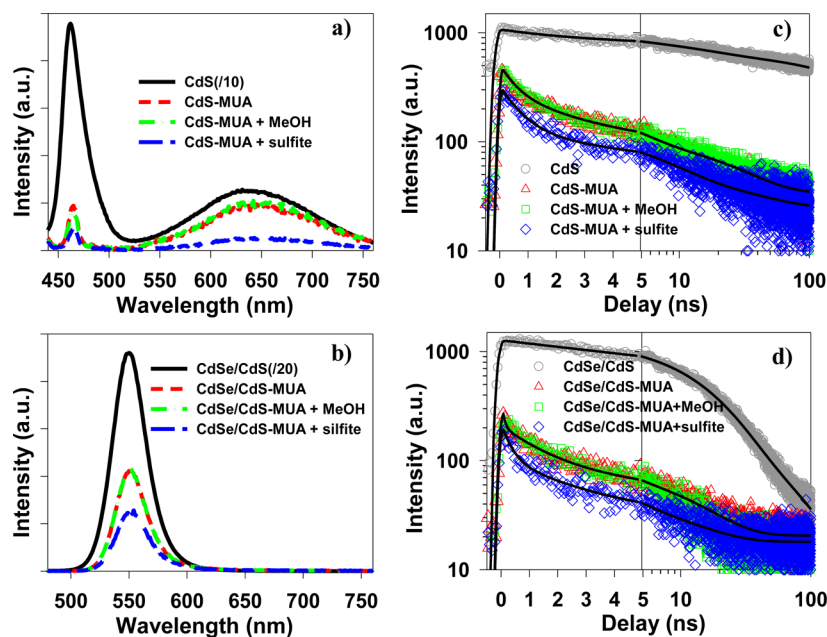 a)
Intensity (a.u.)
CdS(/10)
CdS-MUA
CdS-MUA + MeOH
CdS-MUA + sulfite
450 500 550 600 650 700 750
Wavelength (nm)
c)
Intensity (a.u.)
1000
100
10
CdS
CdS-MUA
CdS-MUA + MeOH
CdS-MUA + sulfite
0 1 2 3 4 5 10 100
Delay (ns)
b)
Intensity (a.u.)
CdSe/CdS(/20)
CdSe/CdS-MUA
CdSe/CdS-MUA + MeOH
CdSe/CdS-MUA + silfite
500 550 600 650 700 750
Wavelength (nm)
d)
Intensity (a.u.)
1000
100
10
CdSe/CdS
CdSe/CdS-MUA
CdSe/CdS-MUA+MeOH
CdSe/CdS-MUA+sulfite
0 1 2 3 4 5 10 100
Delay (ns)